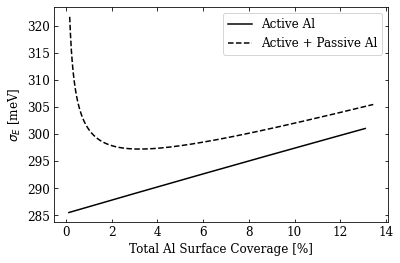 Active Al
Active + Passive Al
320
315
310
305
300
295
290
285
σE [meV]
0 2 4 6 8 10 12 14
Total Al Surface Coverage [%]